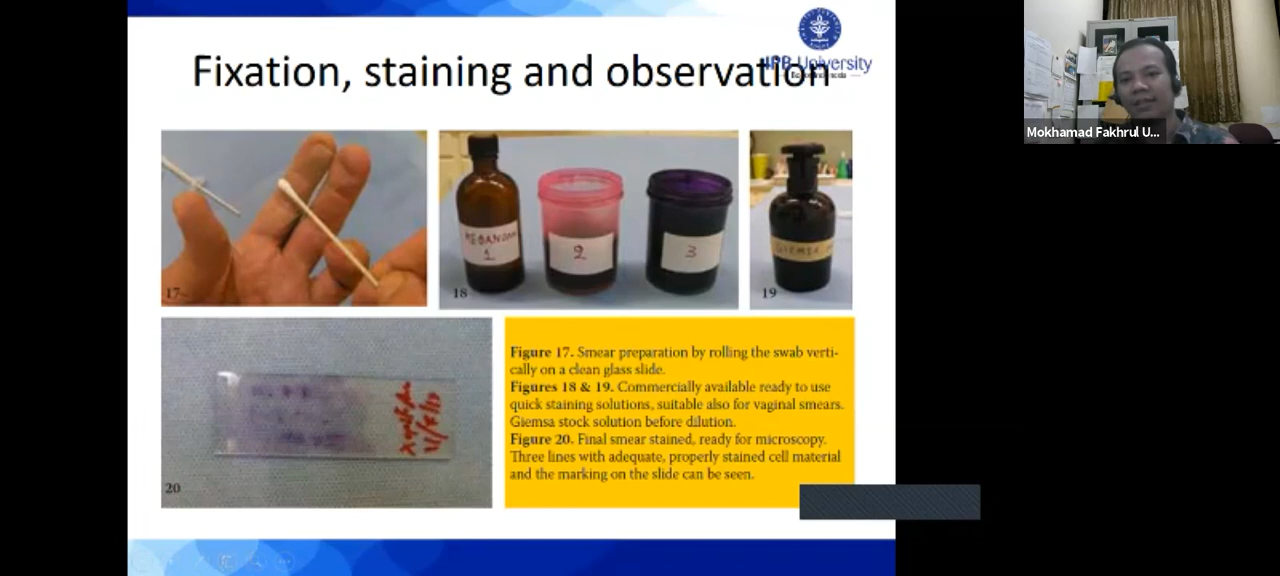 Fixation, staining and observation
IPB University
Mokhamad Fakhrul U...
17
18
1
2
3
19
20
Figure 17. Smear preparation by rolling the swab verti-
cally on a clean glass slide.
Figures 18 & 19. Commercially available ready to use
quick staining solutions, suitable also for vaginal smears.
Giemsa stock solution before dilution.
Figure 20. Final smear stained, ready for microscopy.
Three lines with adequate, properly stained cell material
and the marking on the slide can be seen.